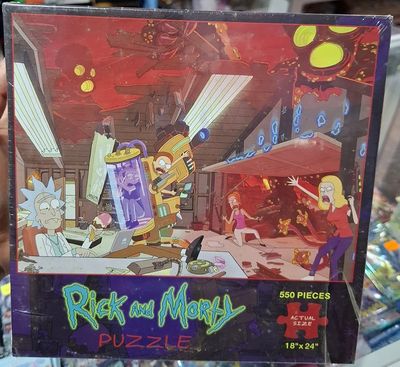 Rick and Morty
PUZZLE
550 PIECES
ACTUAL
SIZE
18"x 24"